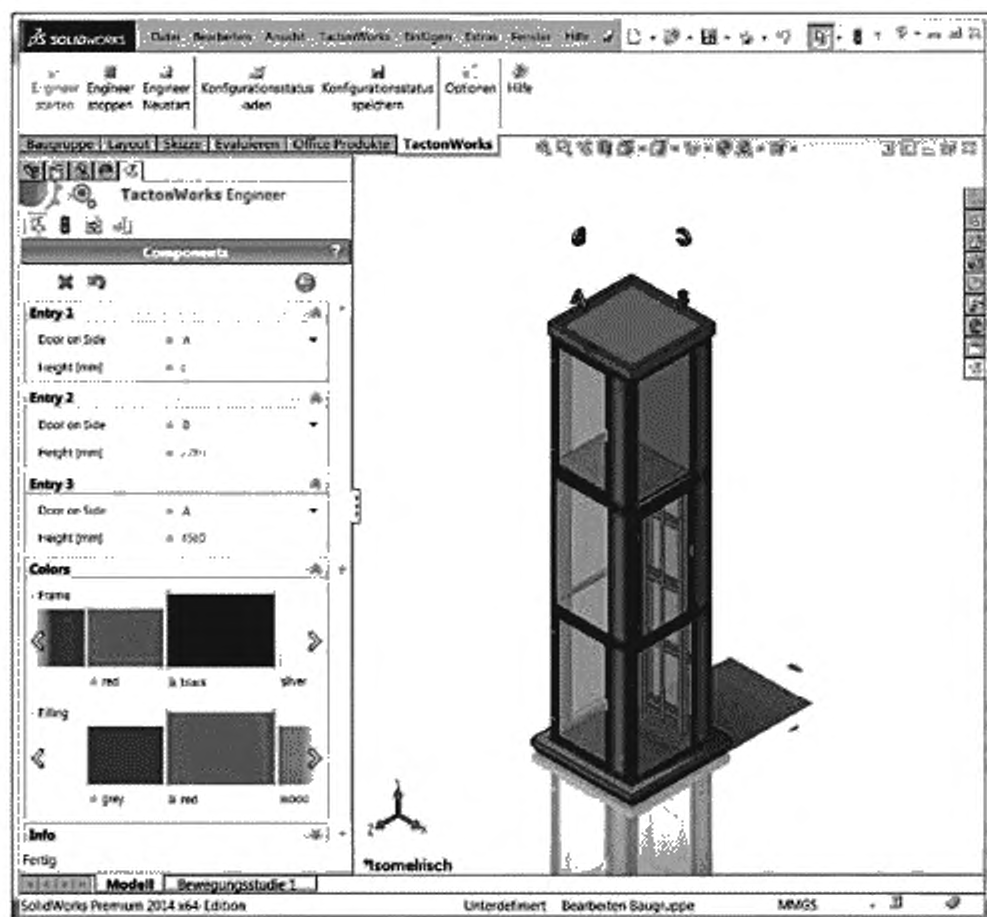 SOLIDWORKS Datei Bearbeiten Ansicht TactonWorks Einfügen Extras Fenster Hilfe
Engineer Engineer Engineer Konfigurationsstatus Konfigurationsstatus Optionen Hilfe
starten stoppen Neustart laden speichern
Baugruppe Layout Skizze Evaluieren Office Produkte TactonWorks
TactonWorks Engineer
Components ?
Entry 1
Door on Side A
Height [mm]
Entry 2
Door on Side B
Height [mm]
Entry 3
Door on Side A
Height [mm]
Colors
Frame
red black silver
Filling
grey red wood
Info
Fertig
*Isometrisch
Modell Bewegungsstudie 1
SolidWorks Premium 2014 x64-Edition Unterdefiniert Bearbeiten Baugruppe MMGS